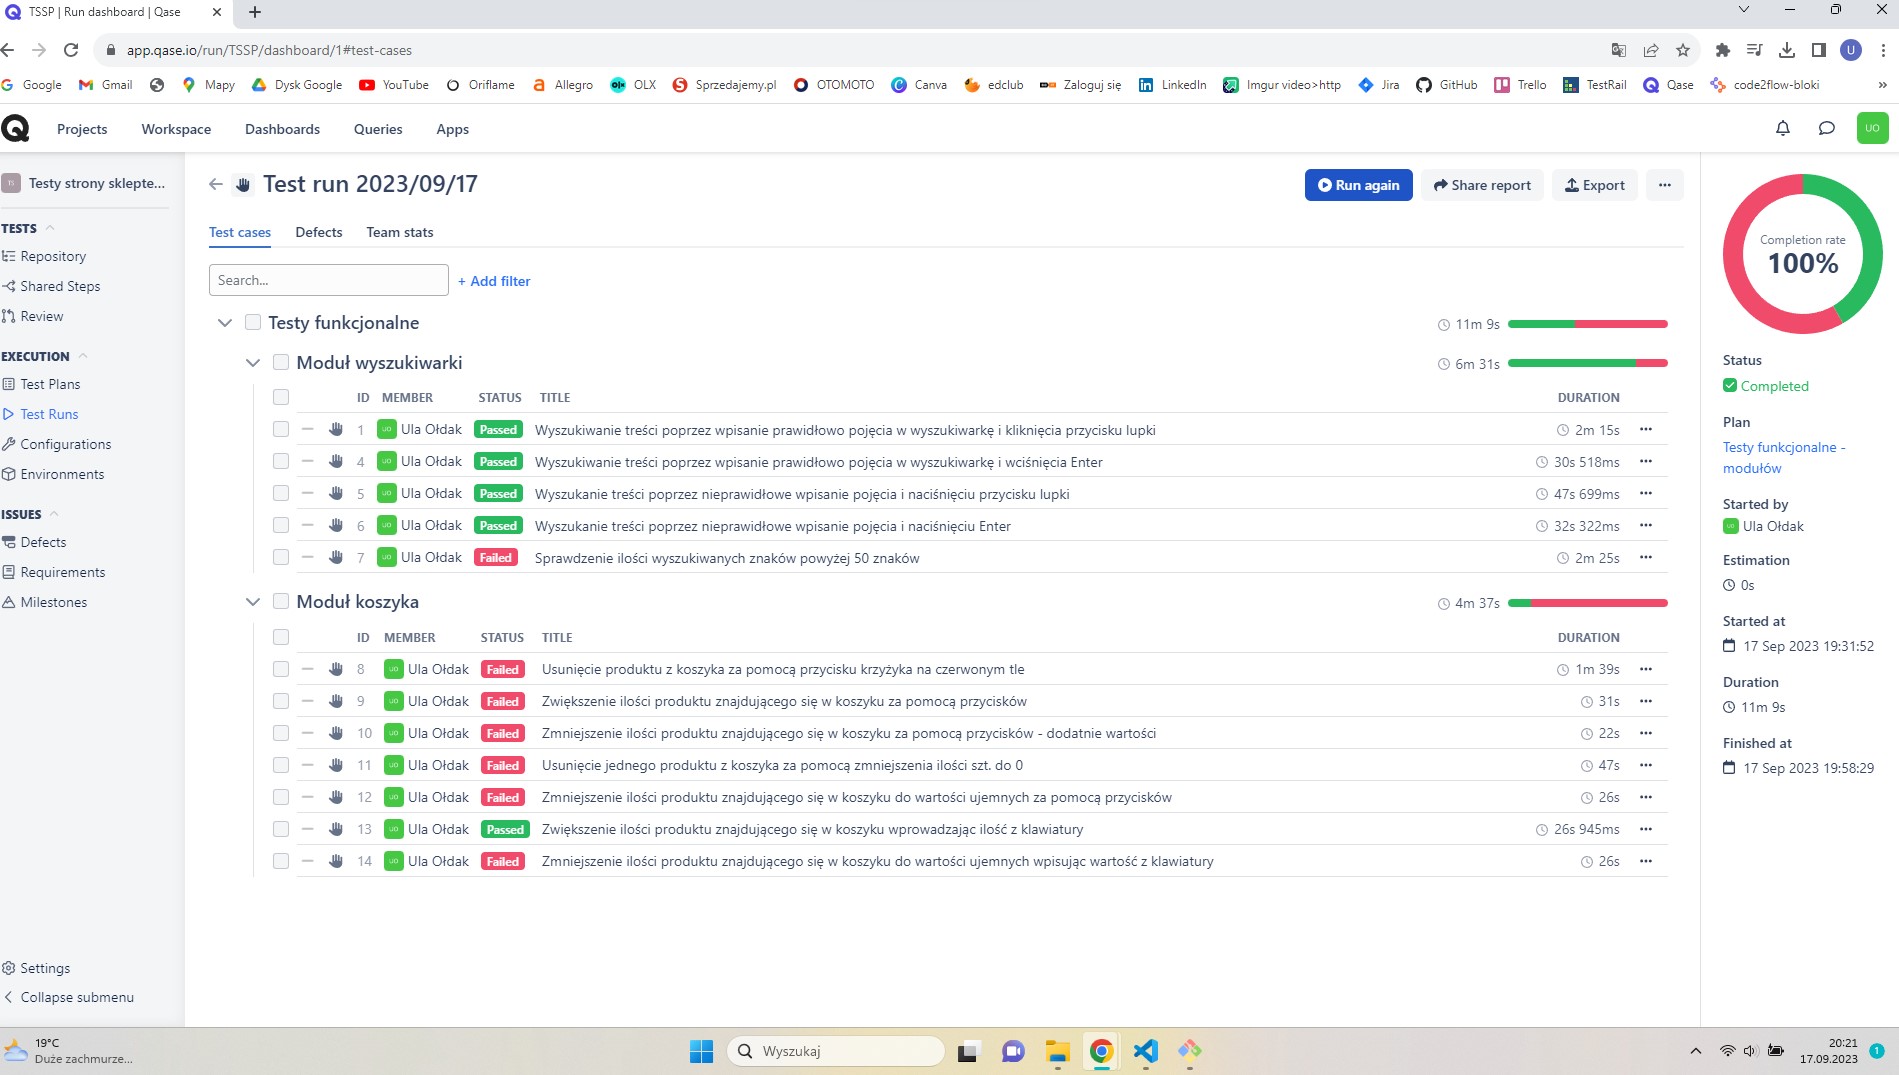 TSSP | Run dashboard | Qase
app.qase.io/run/TSSP/dashboard/1#test-cases
U
Google Gmail Mapy Dysk Google YouTube Oriflame Allegro OLX Sprzedajemy.pl OTOMOTO Canva edclub Zaloguj się LinkedIn Imgur video>http Jira GitHub Trello TestRail Qase code2flow-bloki
Projects Workspace Dashboards Queries Apps
UO
Testy strony sklepte...
TESTS
Repository
Shared Steps
Review
EXECUTION
Test Plans
Test Runs
Configurations
Environments
ISSUES
Defects
Requirements
Milestones
Settings
Collapse submenu
Test run 2023/09/17
Run again Share report Export
Test cases Defects Team stats
Search...
+ Add filter
Testy funkcjonalne 11m 9s
Moduł wyszukiwarki 6m 31s
ID MEMBER STATUS TITLE DURATION
1 UO Ula Ołdak Passed Wyszukiwanie treści poprzez wpisanie prawidłowo pojęcia w wyszukiwarkę i kliknięcia przycisku lupki 2m 15s
4 UO Ula Ołdak Passed Wyszukiwanie treści poprzez wpisanie prawidłowo pojęcia w wyszukiwarkę i wciśnięcia Enter 30s 518ms
5 UO Ula Ołdak Passed Wyszukanie treści poprzez nieprawidłowe wpisanie pojęcia i naciśnięciu przycisku lupki 47s 699ms
6 UO Ula Ołdak Passed Wyszukanie treści poprzez nieprawidłowe wpisanie pojęcia i naciśnięciu Enter 32s 322ms
7 UO Ula Ołdak Failed Sprawdzenie ilości wyszukiwanych znaków powyżej 50 znaków 2m 25s
Moduł koszyka 4m 37s
ID MEMBER STATUS TITLE DURATION
8 UO Ula Ołdak Failed Usunięcie produktu z koszyka za pomocą przycisku krzyżyka na czerwonym tle 1m 39s
9 UO Ula Ołdak Failed Zwiększenie ilości produktu znajdującego się w koszyku za pomocą przycisków 31s
10 UO Ula Ołdak Failed Zmniejszenie ilości produktu znajdującego się w koszyku za pomocą przycisków - dodatnie wartości 22s
11 UO Ula Ołdak Failed Usunięcie jednego produktu z koszyka za pomocą zmniejszenia ilości szt. do 0 47s
12 UO Ula Ołdak Failed Zmniejszenie ilości produktu znajdującego się w koszyku do wartości ujemnych za pomocą przycisków 26s
13 UO Ula Ołdak Passed Zwiększenie ilości produktu znajdującego się w koszyku wprowadzając ilość z klawiatury 26s 945ms
14 UO Ula Ołdak Failed Zmniejszenie ilości produktu znajdującego się w koszyku do wartości ujemnych wpisując wartość z klawiatury 26s
Completion rate
100%
Status
Completed
Plan
Testy funkcjonalne -
modułów
Started by
UO Ula Ołdak
Estimation
0s
Started at
17 Sep 2023 19:31:52
Duration
11m 9s
Finished at
17 Sep 2023 19:58:29
19°C
Duże zachmurze...
Wyszukaj
20:21
17.09.2023
1